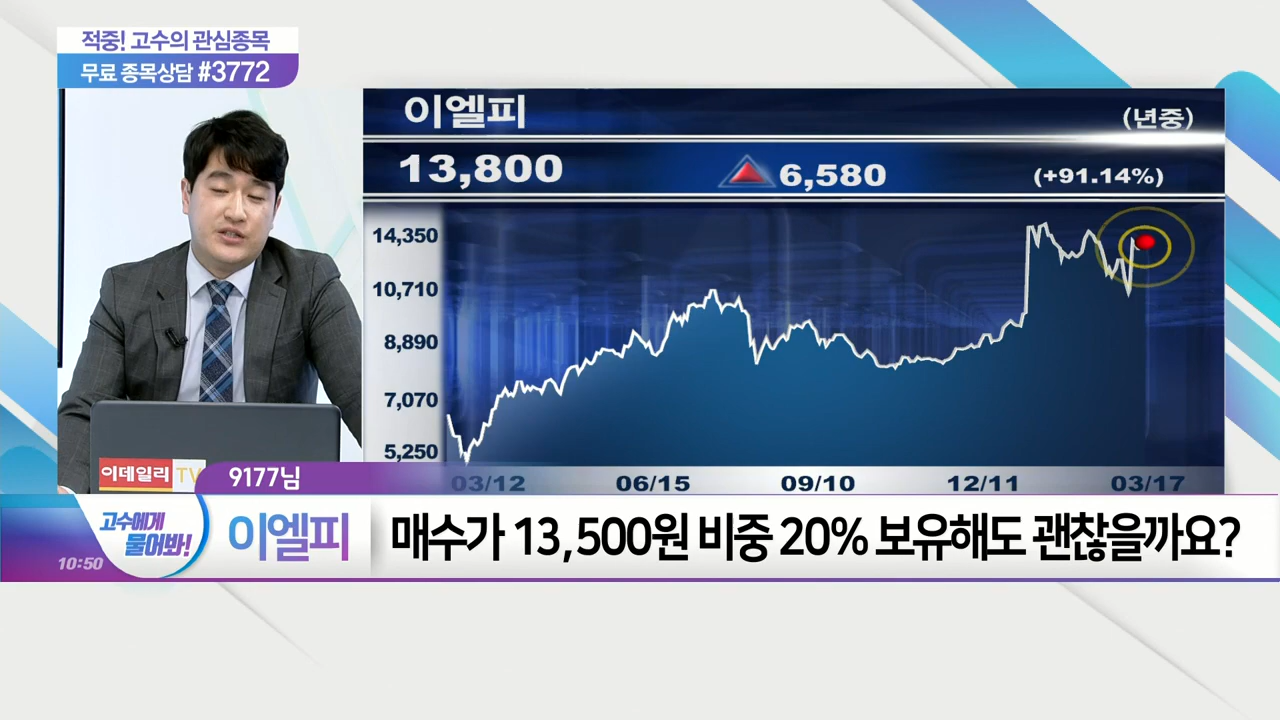 적중! 고수의 관심종목
무료 종목상담 #3772
이엘피
(년중)
13,800
6,580
(+91.14%)
14,350
10,710
8,890
7,070
5,250
03/12 06/15 09/10 12/11 03/17
이데일리 TV
9177님
고수에게
물어봐!
10:50
이엘피
매수가 13,500원 비중 20% 보유해도 괜찮을까요?